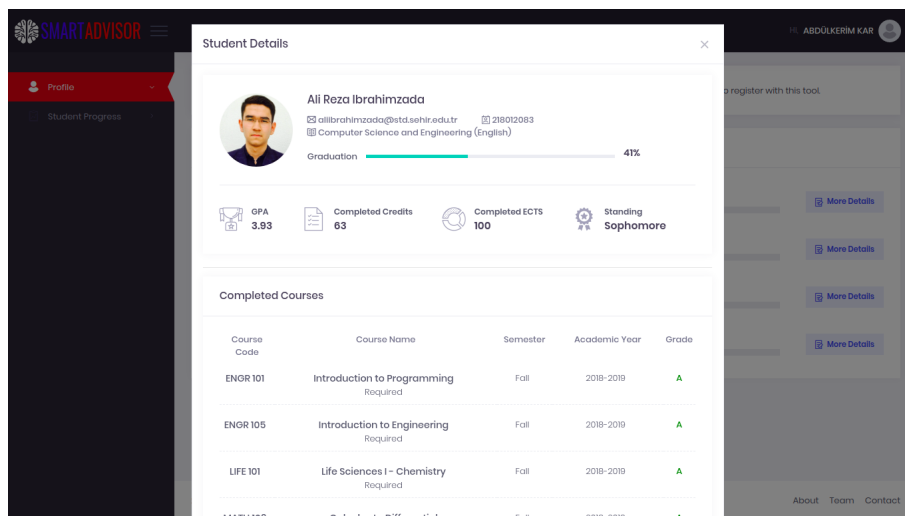 SMARTADVISOR
Hi, ABDÜLKERİM KAR
Student Details
Profile
Student Progress
Ali Reza Ibrahimzada
aliibrahimzada@std.sehir.edu.tr 218012083
Computer Science and Engineering (English)
Graduation 41%
o register with this tool.
GPA
3.93
Completed Credits
63
Completed ECTS
100
Standing
Sophomore
More Details
More Details
More Details
More Details
Completed Courses
Course Code Course Name Semester Academic Year Grade
ENGR 101 Introduction to Programming Fall 2018-2019 A
Required
ENGR 105 Introduction to Engineering Fall 2018-2019 A
Required
LIFE 101 Life Sciences I - Chemistry Fall 2018-2019 A
Required
About Team Contact